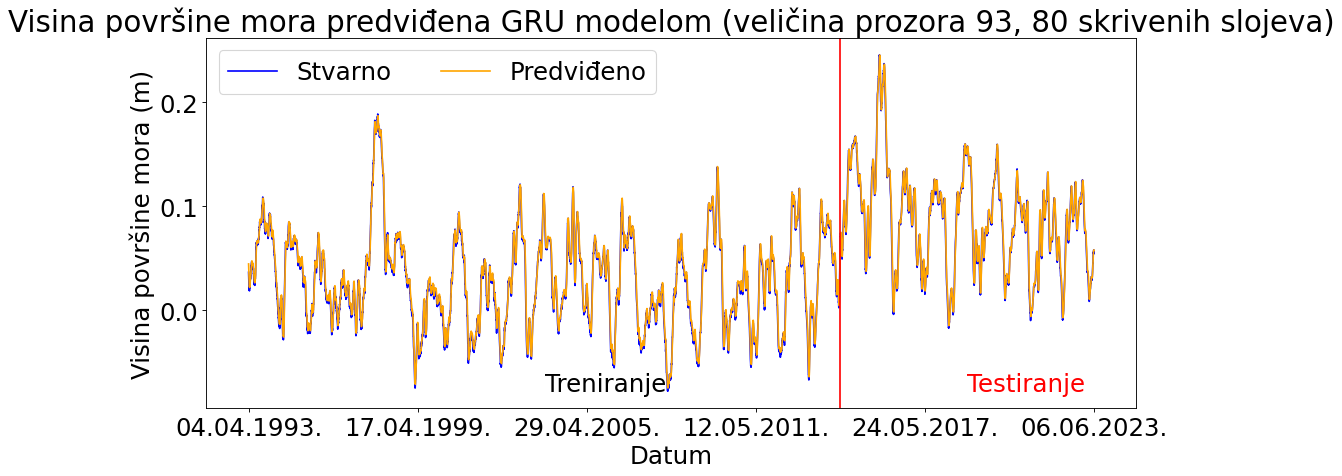 Visina površine mora predviđena GRU modelom (veličina prozora 93, 80 skrivenih slojeva)
Stvarno Predviđeno
Visina površine mora (m)
0.2
0.1
0.0
Treniranje Testiranje
04.04.1993. 17.04.1999. 29.04.2005. 12.05.2011. 24.05.2017. 06.06.2023.
Datum